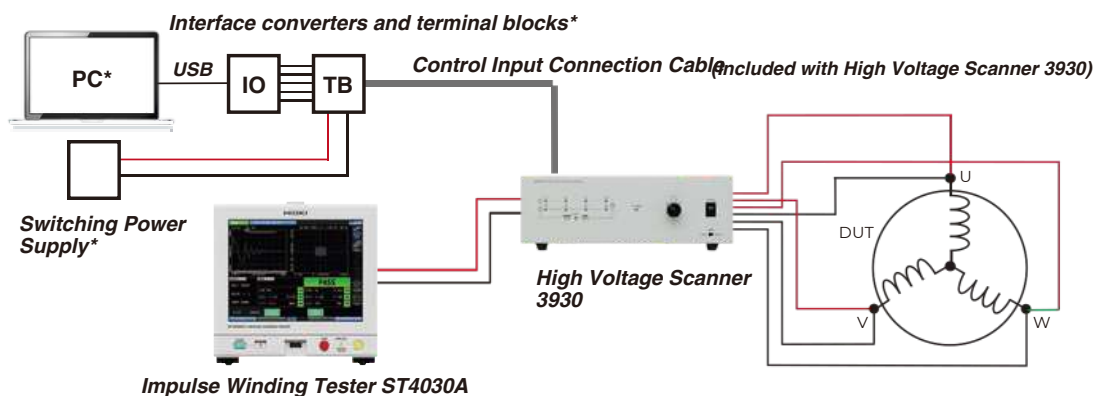 Interface converters and terminal blocks*
PC*
USB
IO
TB
Control Input Connection Cable
(Included with High Voltage Scanner 3930)
Switching Power
Supply*
HIOKI
PASS
High Voltage Scanner
3930
Impulse Winding Tester ST4030A
DUT
U
V
W